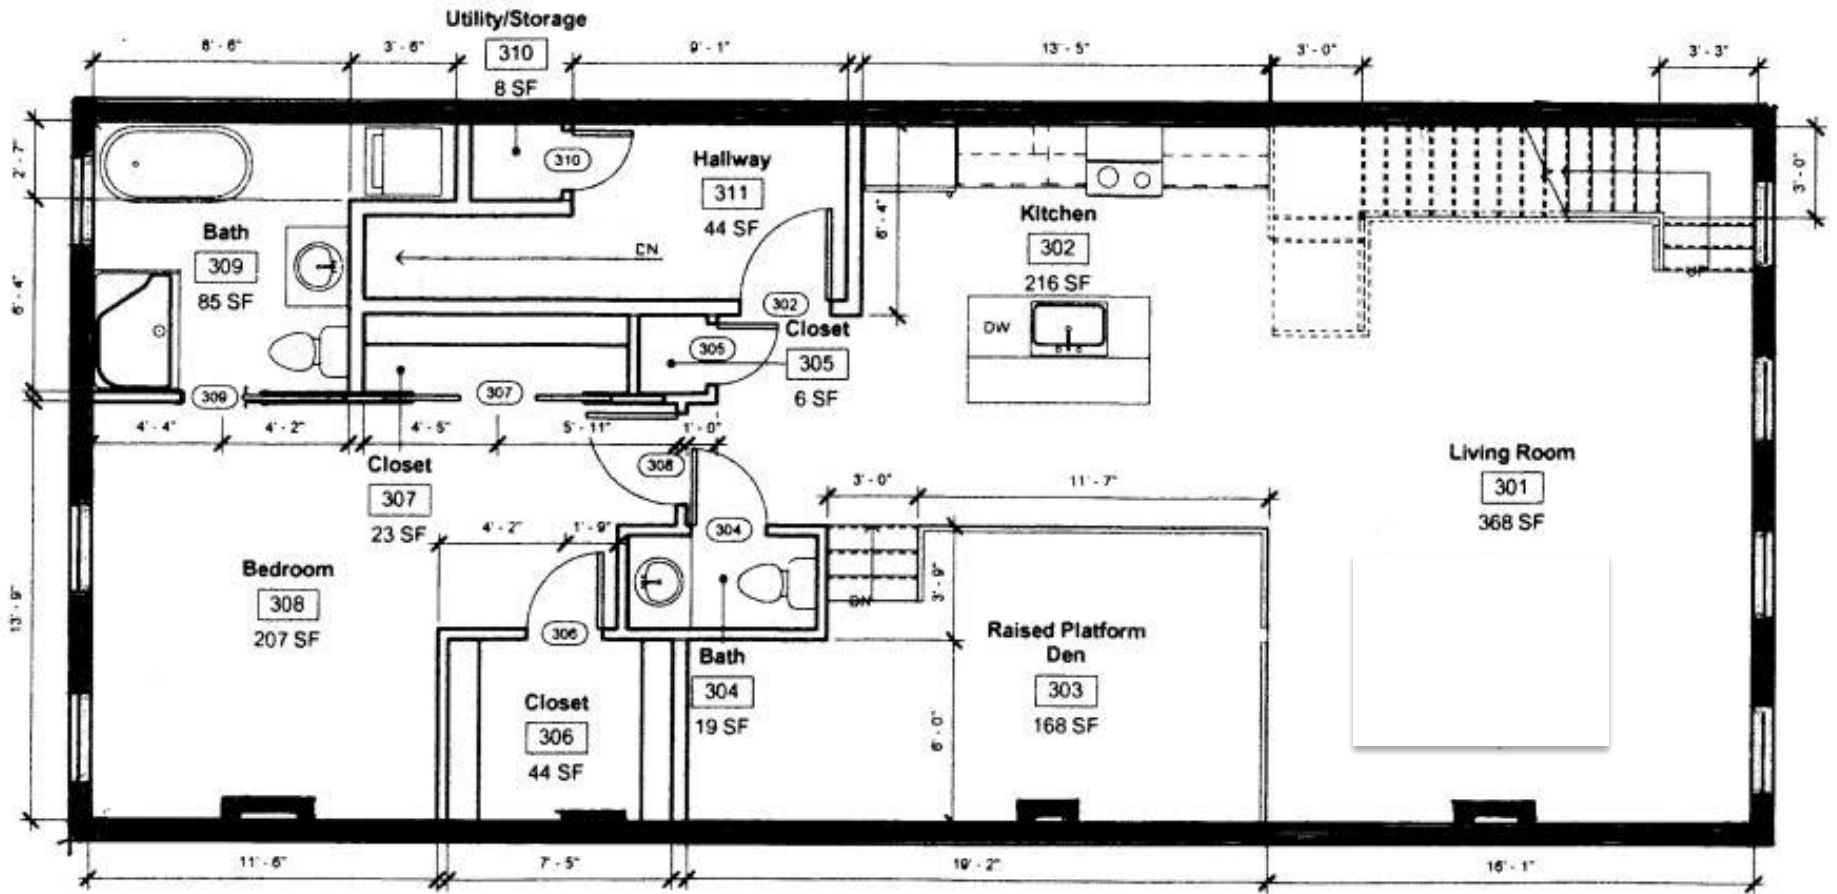 Utility/Storage
310
8 SF
8' - 6"
3' - 6"
9' - 1"
13' - 5"
3' - 0"
3' - 3"
2' - 7"
310
Hallway
311
44 SF
3' - 0"
Bath
309
85 SF
6' - 4"
DN
6' - 4"
Kitchen
302
216 SF
UP
302
DW
305
Closet
305
6 SF
309
307
4' - 4"
4' - 2"
4' - 5"
5' - 11"
1' - 0"
308
Closet
307
23 SF
Living Room
301
368 SF
3' - 0"
11' - 7"
4' - 2"
1' - 9"
304
Bedroom
308
207 SF
13' - 9"
3' - 9"
DN
306
Raised Platform
Den
303
168 SF
Bath
304
19 SF
Closet
306
44 SF
6' - 0"
11' - 6"
7' - 5"
19' - 2"
16' - 1"